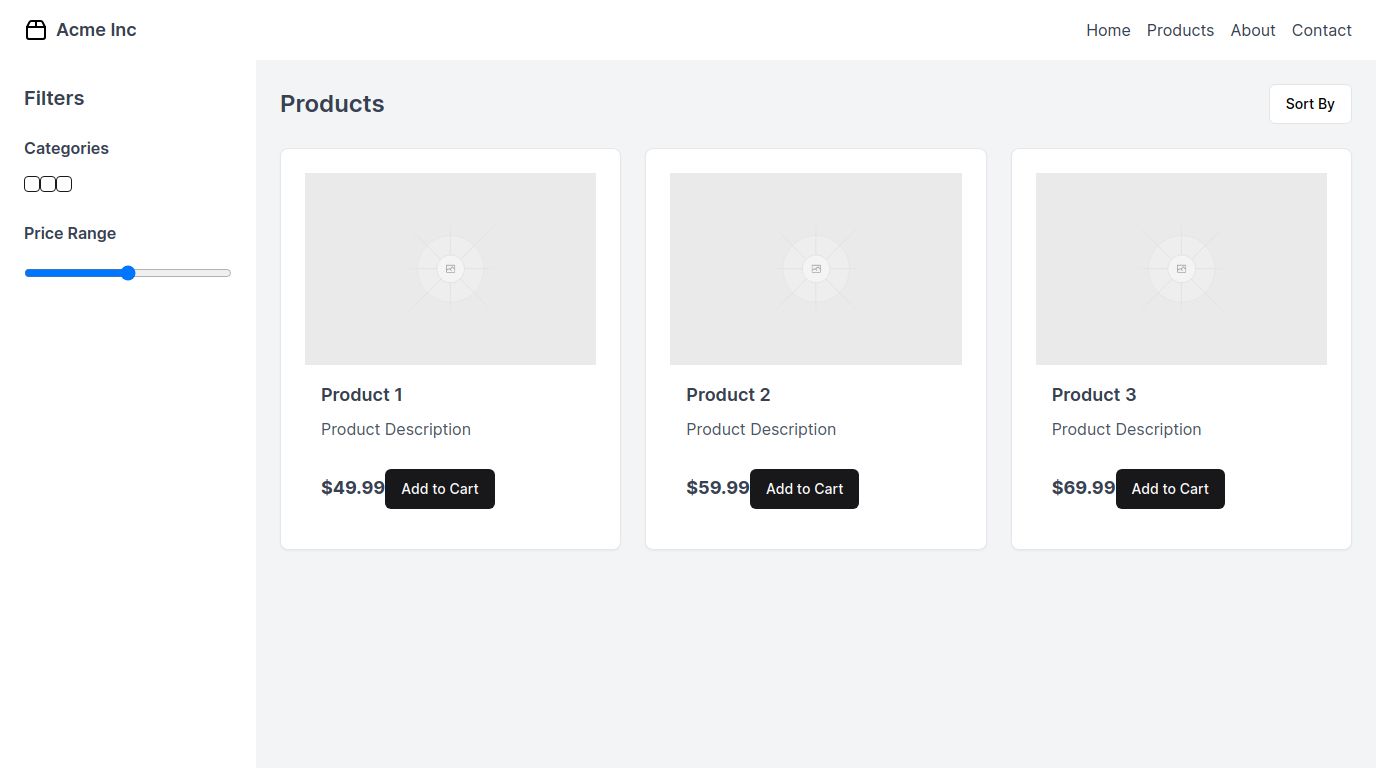 Acme Inc
Home Products About Contact
Filters
Categories
Price Range
Products
Sort By
Product 1
Product Description
$49.99 Add to Cart
Product 2
Product Description
$59.99 Add to Cart
Product 3
Product Description
$69.99 Add to Cart